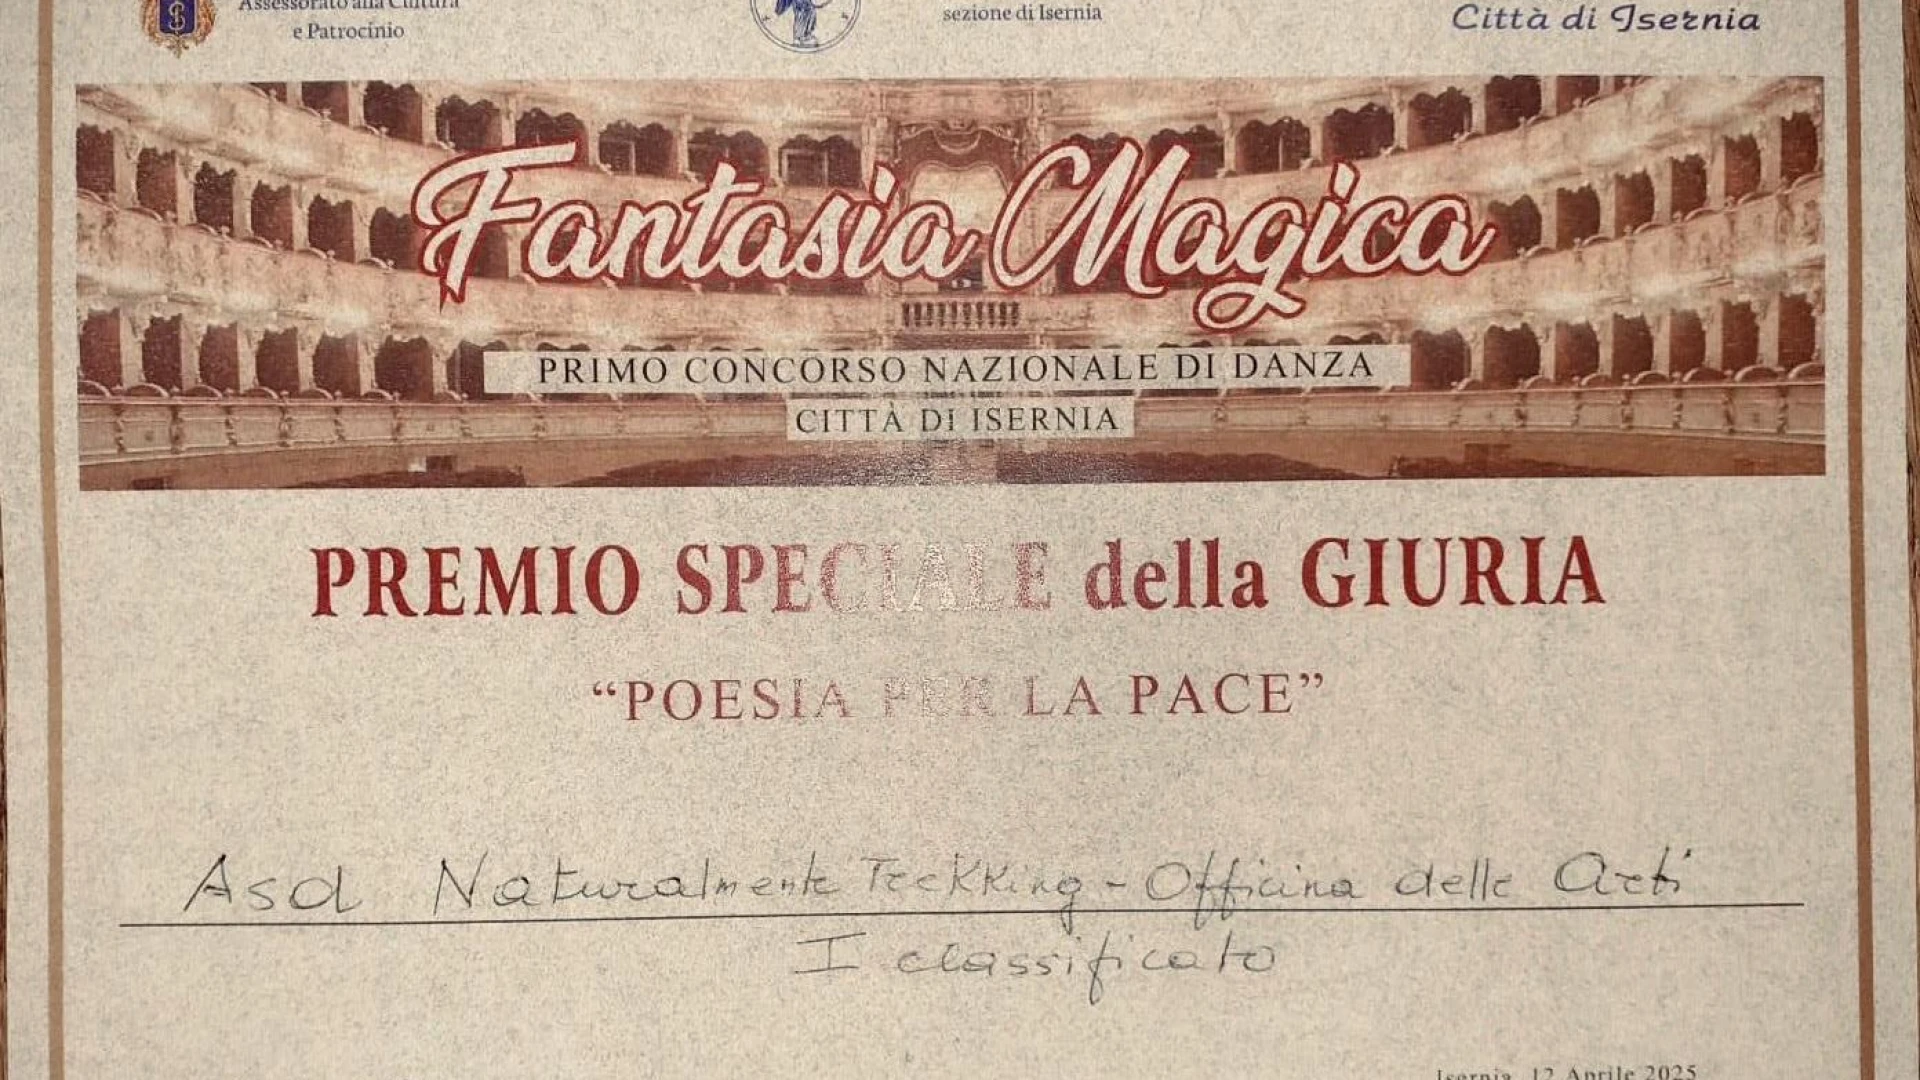 Assessorato alla Cultura
e Patrocinio
sezione di Isernia
Città di Isernia
Fantasia Magica
PRIMO CONCORSO NAZIONALE DI DANZA
CITTÀ DI ISERNIA
PREMIO SPECIALE della GIURIA
“POESIA PER LA PACE”
Asd Naturalmente Trekking - Officina delle Arti
I classificato
Isernia, 12 Aprile 2025